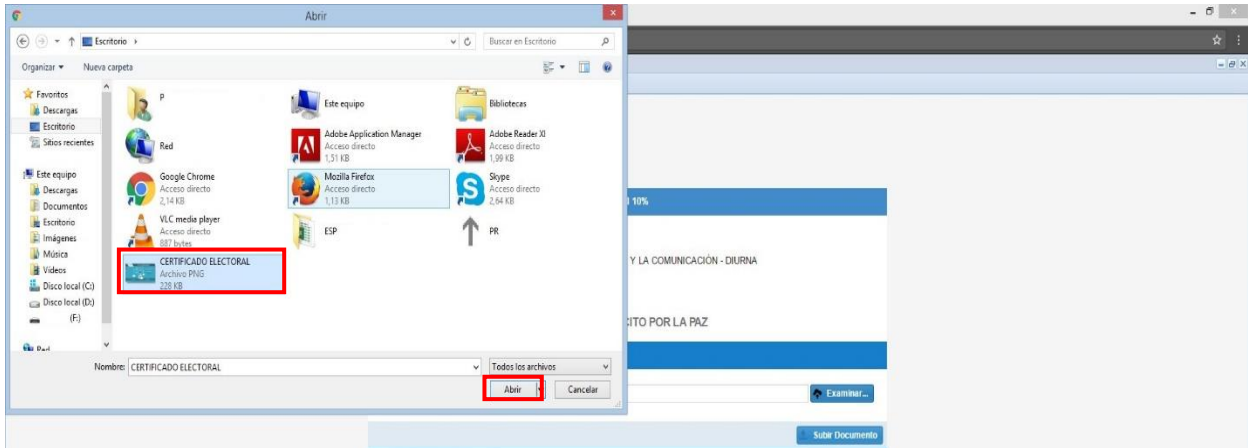 Abrir
Escritorio
Buscar en Escritorio
Organizar
Nueva carpeta
Favoritos
Descargas
Escritorio
Sitios recientes
Este equipo
Descargas
Documentos
Escritorio
Imágenes
Música
Vídeos
Disco local (C:)
Disco local (D:)
(F:)
Red
P
Este equipo
Bibliotecas
Red
Adobe Application Manager
Acceso directo
1,51 KB
Adobe Reader XI
Acceso directo
1,99 KB
Google Chrome
Acceso directo
2,14 KB
Mozilla Firefox
Acceso directo
1,13 KB
Skype
Acceso directo
2,64 KB
VLC media player
Acceso directo
887 bytes
ESP
PR
CERTIFICADO ELECTORAL
Archivo PNG
228 KB
Nombre: CERTIFICADO ELECTORAL
Todos los archivos
Abrir
Cancelar
10%
Y LA COMUNICACIÓN - DIURNA
CITO POR LA PAZ
Examinar...
Subir Documento